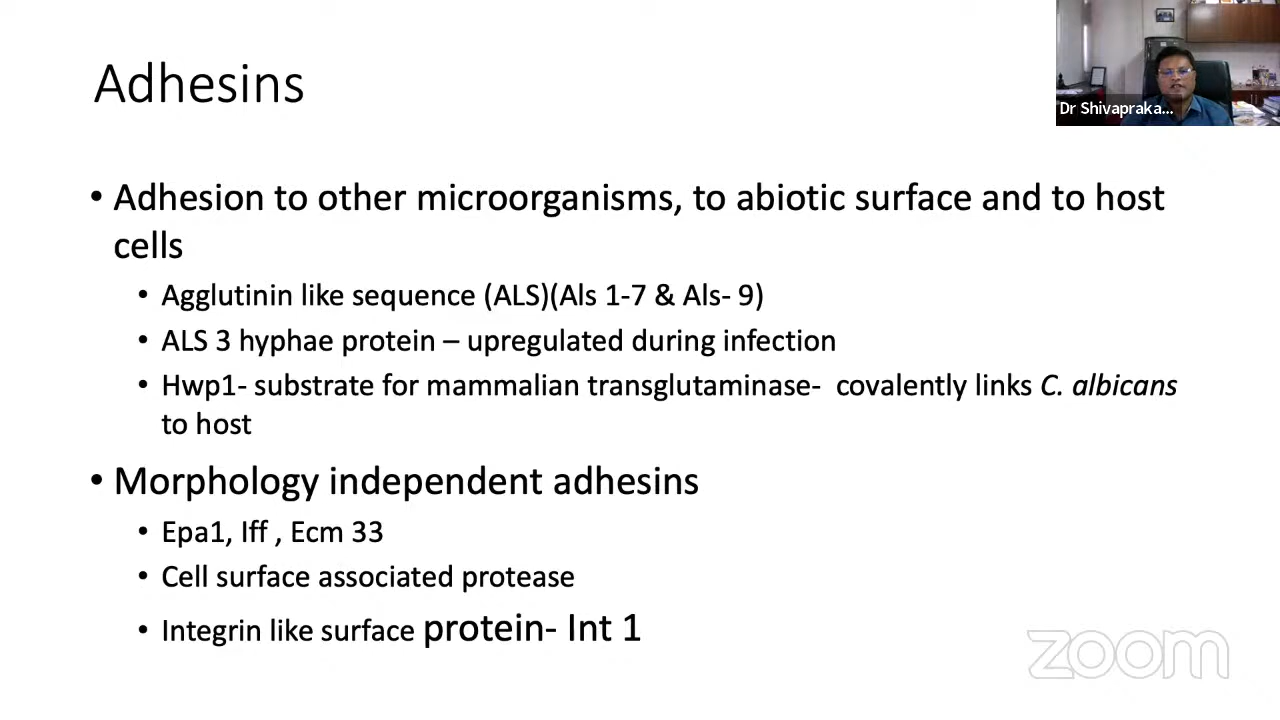 Adhesins
Dr Shivapraka...
• Adhesion to other microorganisms, to abiotic surface and to host
cells
• Agglutinin like sequence (ALS)(Als 1-7 & Als- 9)
• ALS 3 hyphae protein – upregulated during infection
• Hwp1- substrate for mammalian transglutaminase- covalently links C. albicans
to host
• Morphology independent adhesins
• Epa1, Iff , Ecm 33
• Cell surface associated protease
• Integrin like surface protein- Int 1
zoom